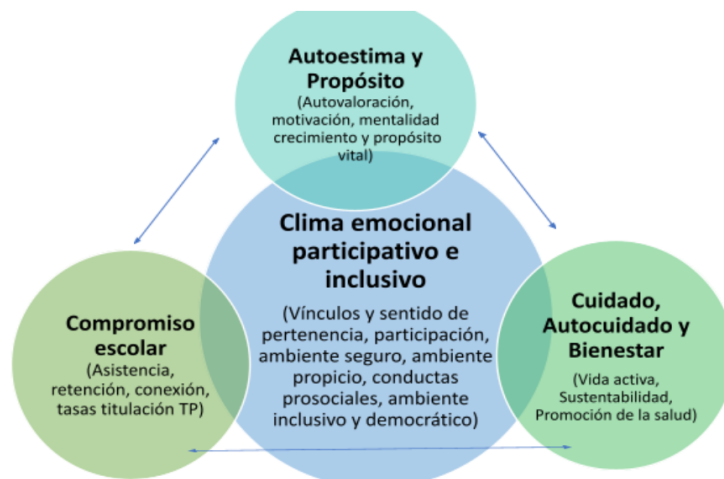 Autoestima y
Propósito
(Autovaloración,
motivación, mentalidad
crecimiento y propósito
vital)
Clima emocional
participativo e
inclusivo
(Vínculos y sentido de
pertenencia, participación,
ambiente seguro, ambiente
propicio, conductas
prosociales, ambiente
inclusivo y democrático)
Compromiso
escolar
(Asistencia,
retención, conexión,
tasas titulación TP)
Cuidado,
Autocuidado y
Bienestar
(Vida activa,
Sustentabilidad,
Promoción de la salud)